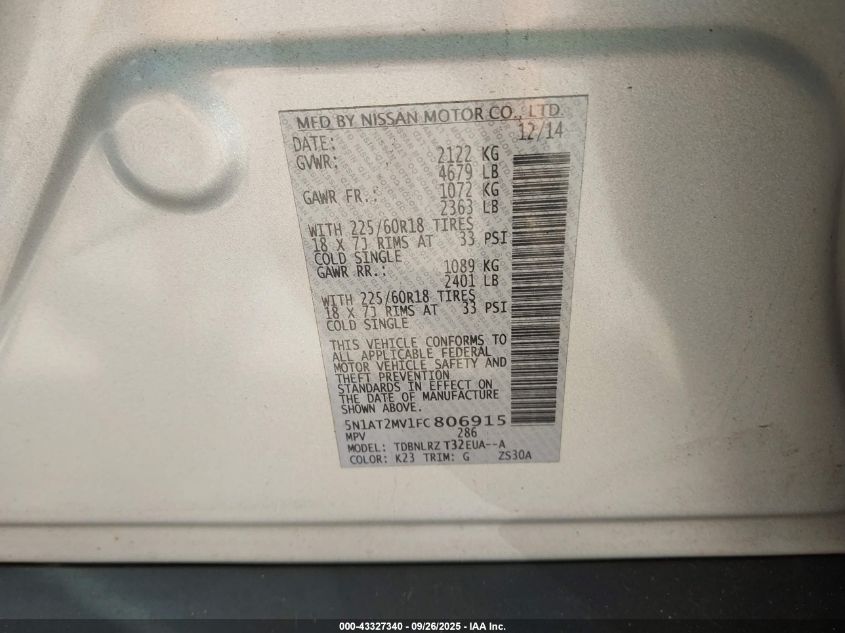 MFD BY NISSAN MOTOR CO., LTD.
DATE: 12/14
GVWR: 2122 KG
4679 LB
GAWR FR.: 1072 KG
2363 LB
WITH 225/60R18 TIRES
18 X 7J RIMS AT 33 PSI
COLD SINGLE
GAWR RR.: 1089 KG
2401 LB
WITH 225/60R18 TIRES
18 X 7J RIMS AT 33 PSI
COLD SINGLE
THIS VEHICLE CONFORMS TO
ALL APPLICABLE FEDERAL
MOTOR VEHICLE SAFETY AND
THEFT PREVENTION
STANDARDS IN EFFECT ON
THE DATE OF MANUFACTURE
SHOWN ABOVE.
5N1AT2MV1FC806915
MPV 286
MODEL: TDBNLRZ T32EUA--A
COLOR: K23 TRIM: G ZS30A
000-43327340 - 09/26/2025 - IAA Inc.